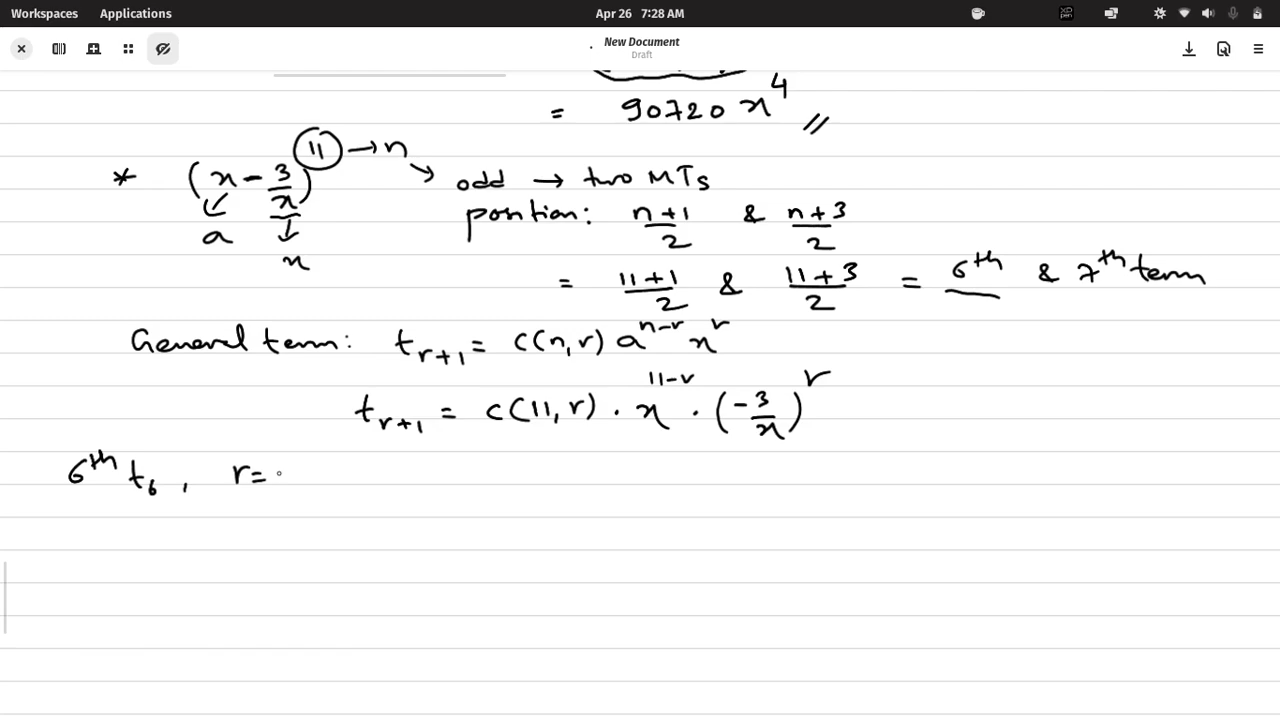 Workspaces Applications Apr 26 7:28 AM
New Document
Draft
= 90720 x^4 //
* (x - 3/x)^11 → n → odd → two MTs
a x
position: (n+1)/2 & (n+3)/2
= (11+1)/2 & (11+3)/2 = 6th & 7th term
General term: t_{r+1} = C(n, r) a^{n-r} x^r
t_{r+1} = C(11, r) · x^{11-r} · (-3/x)^r
6th t_6 , r=